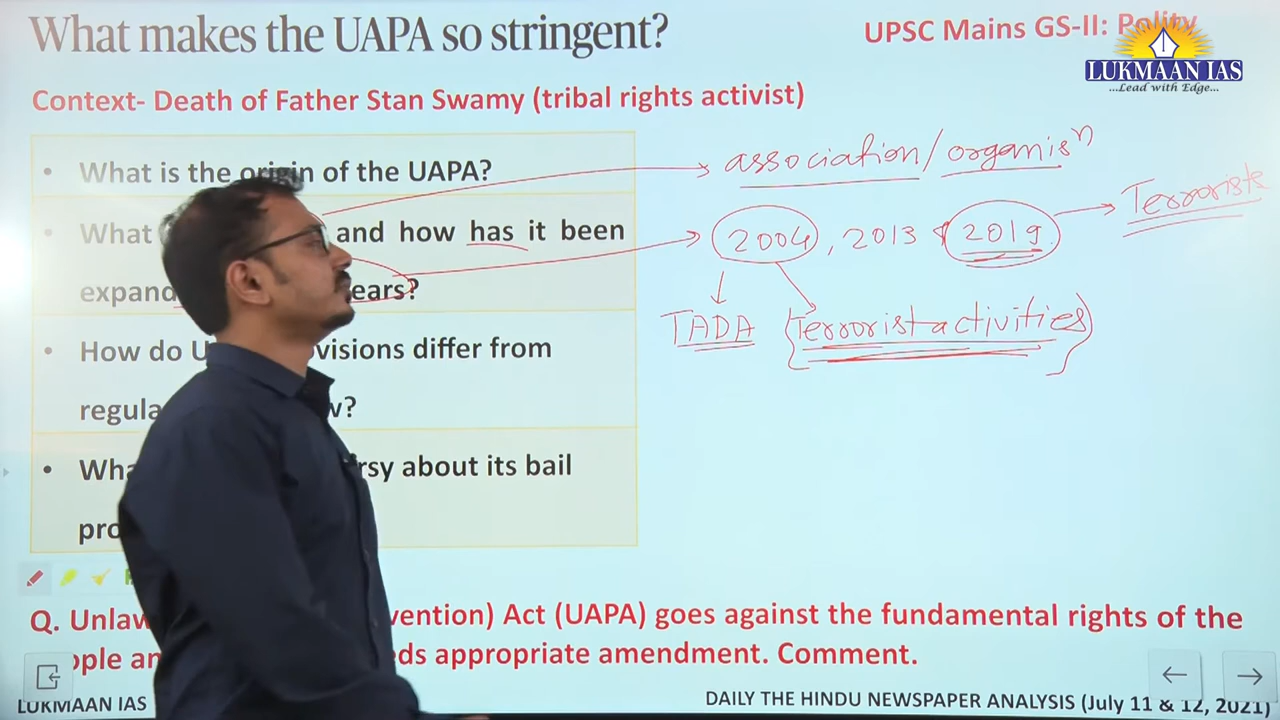 What makes the UAPA so stringent?
UPSC Mains GS-II: Polity
LUKMAAN IAS
...Lead with Edge...
Context- Death of Father Stan Swamy (tribal rights activist)
• What is the origin of the UAPA?
• What and how has it been
expand ears?
• How do U visions differ from
regula w?
• Wha rsy about its bail
pro
association/organisⁿ
2004, 2013 & 2019 → Terrorists
TADA {Terrorist activities}
Q. Unlaw vention) Act (UAPA) goes against the fundamental rights of the
ople an ds appropriate amendment. Comment.
LUKMAAN IAS
DAILY THE HINDU NEWSPAPER ANALYSIS (July 11 & 12, 2021)